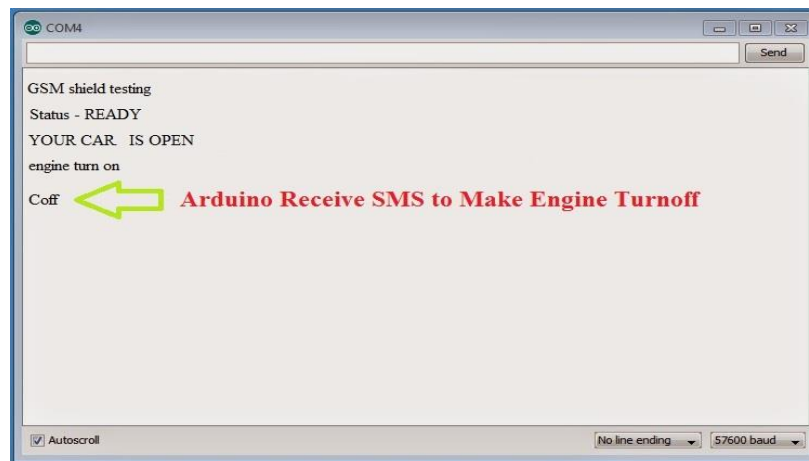 COM4
Send
GSM shield testing
Status - READY
YOUR CAR IS OPEN
engine turn on
Coff Arduino Receive SMS to Make Engine Turnoff
Autoscroll No line ending 57600 baud